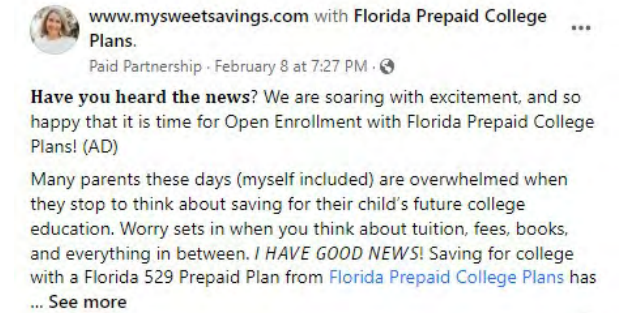 www.mysweetsavings.com with Florida Prepaid College
Plans.
Paid Partnership · February 8 at 7:27 PM ·
Have you heard the news? We are soaring with excitement, and so
happy that it is time for Open Enrollment with Florida Prepaid College
Plans! (AD)
Many parents these days (myself included) are overwhelmed when
they stop to think about saving for their child's future college
education. Worry sets in when you think about tuition, fees, books,
and everything in between. I HAVE GOOD NEWS! Saving for college
with a Florida 529 Prepaid Plan from Florida Prepaid College Plans has
... See more